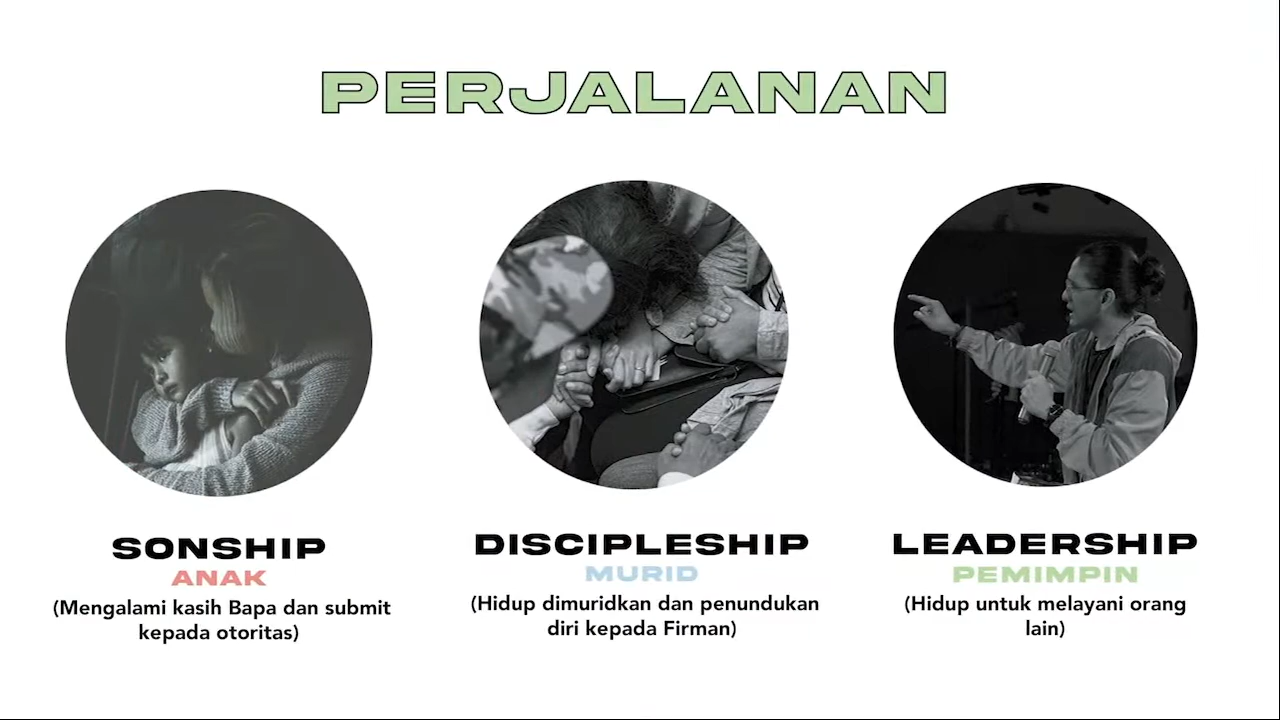 PERJALANAN
SONSHIP
ANAK
(Mengalami kasih Bapa dan submit
kepada otoritas)
DISCIPLESHIP
MURID
(Hidup dimuridkan dan penundukan
diri kepada Firman)
LEADERSHIP
PEMIMPIN
(Hidup untuk melayani orang
lain)